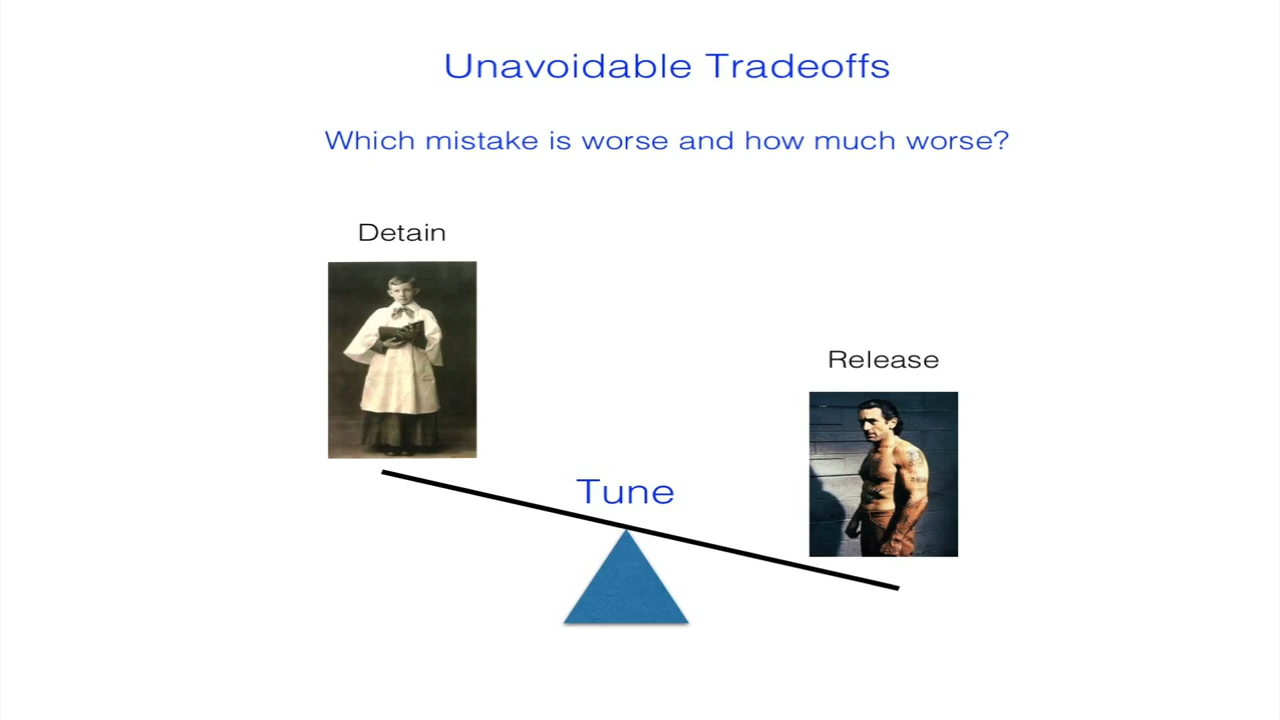 Unavoidable Tradeoffs
Which mistake is worse and how much worse?
Detain
Release
Tune